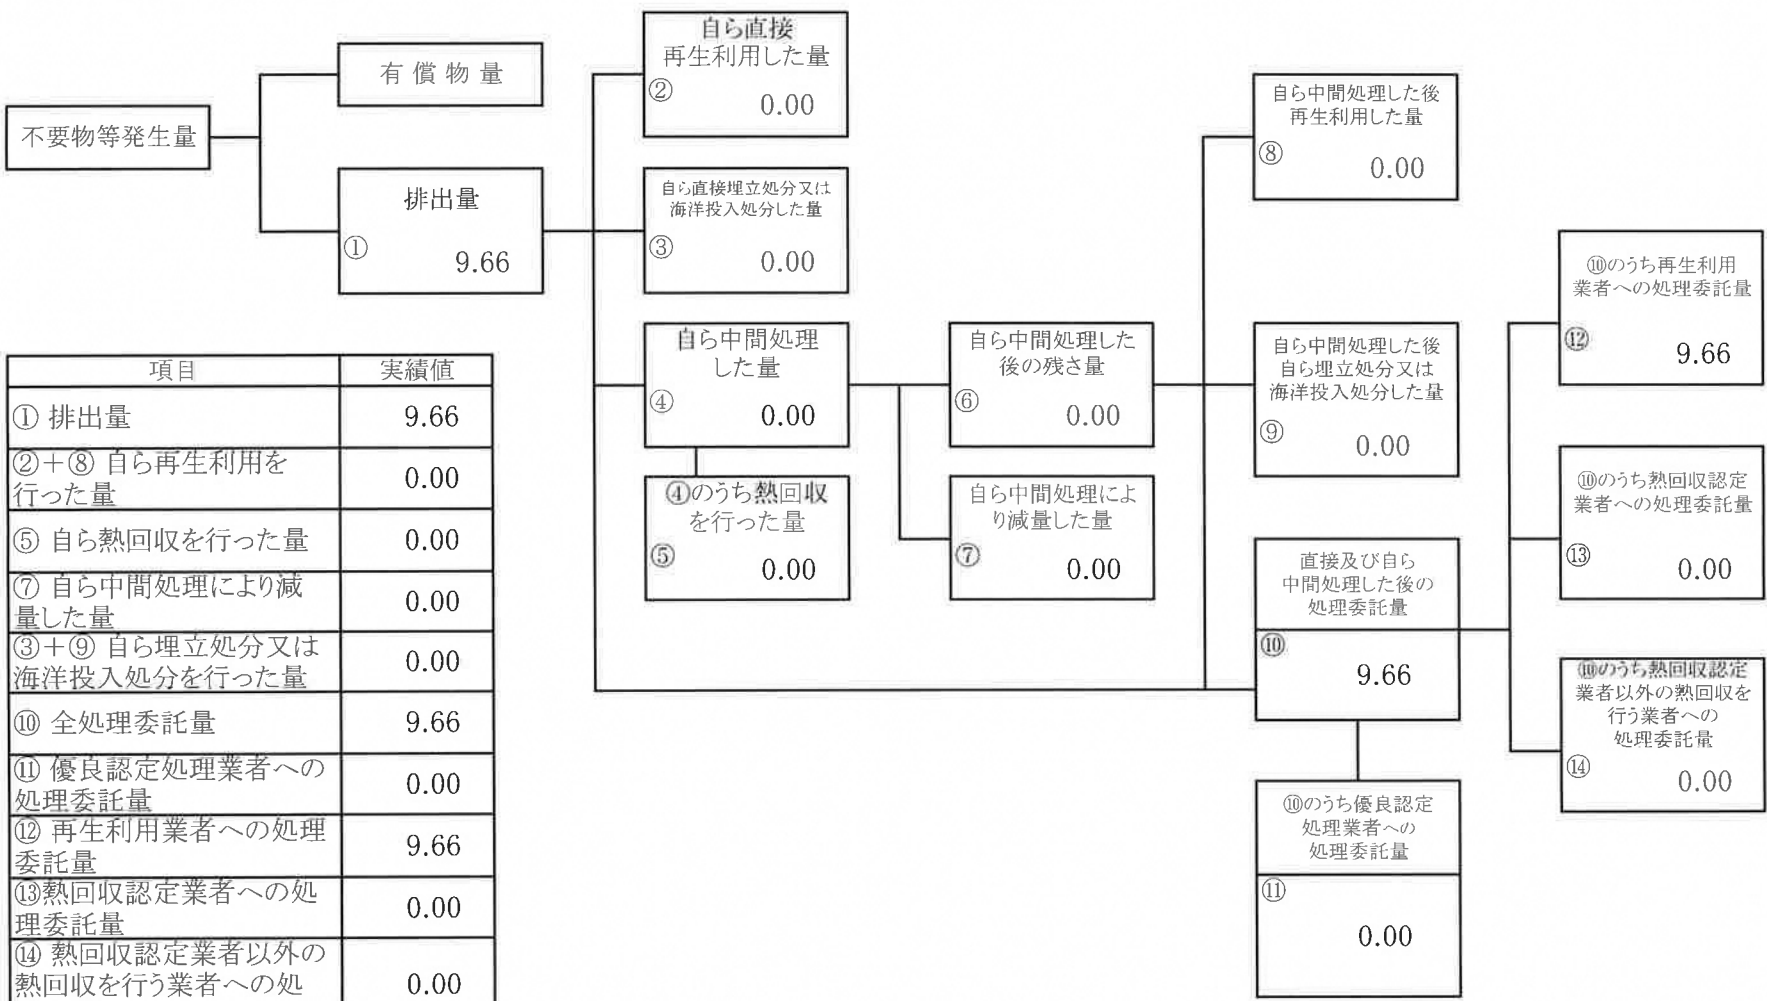 不要物等発生量
有償物量
排出量
①
9.66
自ら直接
再生利用した量
②
0.00
自ら直接埋立処分又は
海洋投入処分した量
③
0.00
自ら中間処理
した量
④
0.00
④のうち熱回収
を行った量
⑤
0.00
自ら中間処理した
後の残さ量
⑥
0.00
自ら中間処理によ
り減量した量
⑦
0.00
自ら中間処理した後
再生利用した量
⑧
0.00
自ら中間処理した後
自ら埋立処分又は
海洋投入処分した量
⑨
0.00
直接及び自ら
中間処理した後の
処理委託量
⑩
9.66
⑩のうち優良認定
処理業者への
処理委託量
⑪
0.00
⑩のうち再生利用
業者への処理委託量
⑫
9.66
⑩のうち熱回収認定
業者への処理委託量
⑬
0.00
⑩のうち熱回収認定
業者以外の熱回収を
行う業者への
処理委託量
⑭
0.00
項目 実績値
① 排出量 9.66
②+⑧ 自ら再生利用を
行った量 0.00
⑤ 自ら熱回収を行った量 0.00
⑦ 自ら中間処理により減
量した量 0.00
③+⑨ 自ら埋立処分又は
海洋投入処分を行った量 0.00
⑩ 全処理委託量 9.66
⑪ 優良認定処理業者への
処理委託量 0.00
⑫ 再生利用業者への処理
委託量 9.66
⑬熱回収認定業者への処
理委託量 0.00
⑭ 熱回収認定業者以外の
熱回収を行う業者への処 0.00